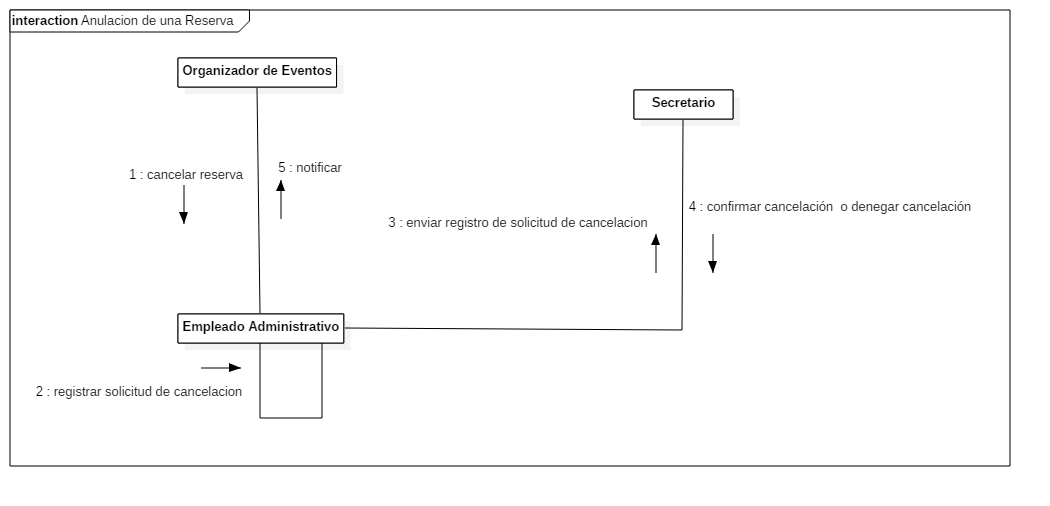 interaction Anulacion de una Reserva
Organizador de Eventos
Secretario
1 : cancelar reserva
5 : notificar
3 : enviar registro de solicitud de cancelacion
4 : confirmar cancelación  o denegar cancelación
Empleado Administrativo
2 : registrar solicitud de cancelacion